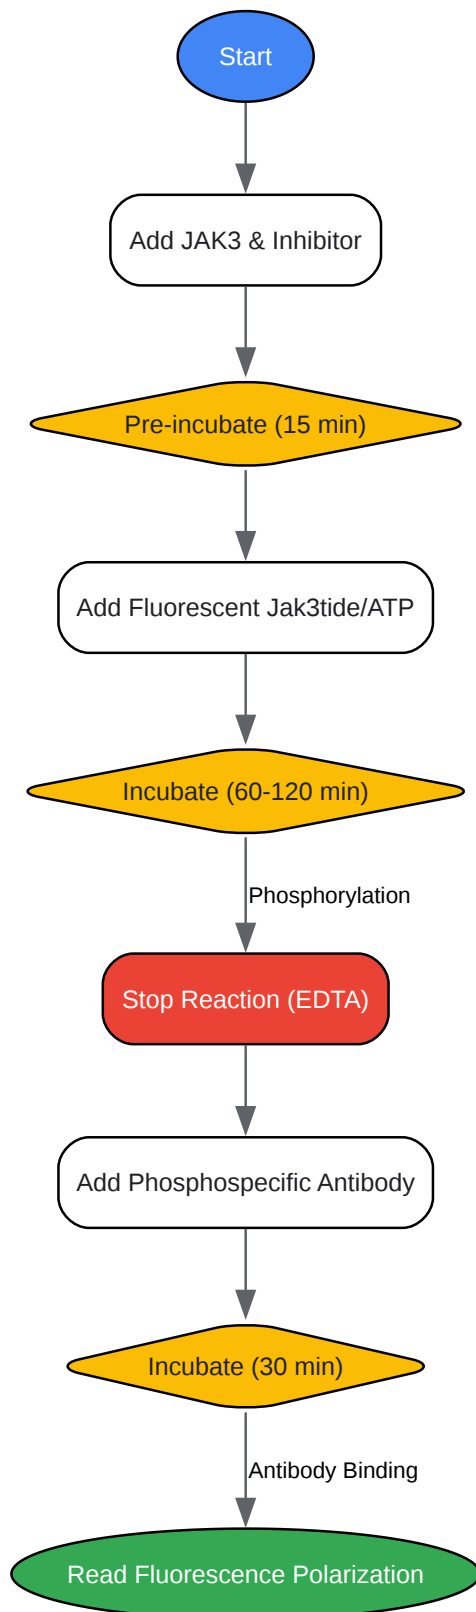 Start
Add JAK3 & Inhibitor
Pre-incubate (15 min)
Add Fluorescent Jak3tide/ATP
Incubate (60-120 min)
Phosphorylation
Stop Reaction (EDTA)
Add Phosphospecific Antibody
Incubate (30 min)
Antibody Binding
Read Fluorescence Polarization